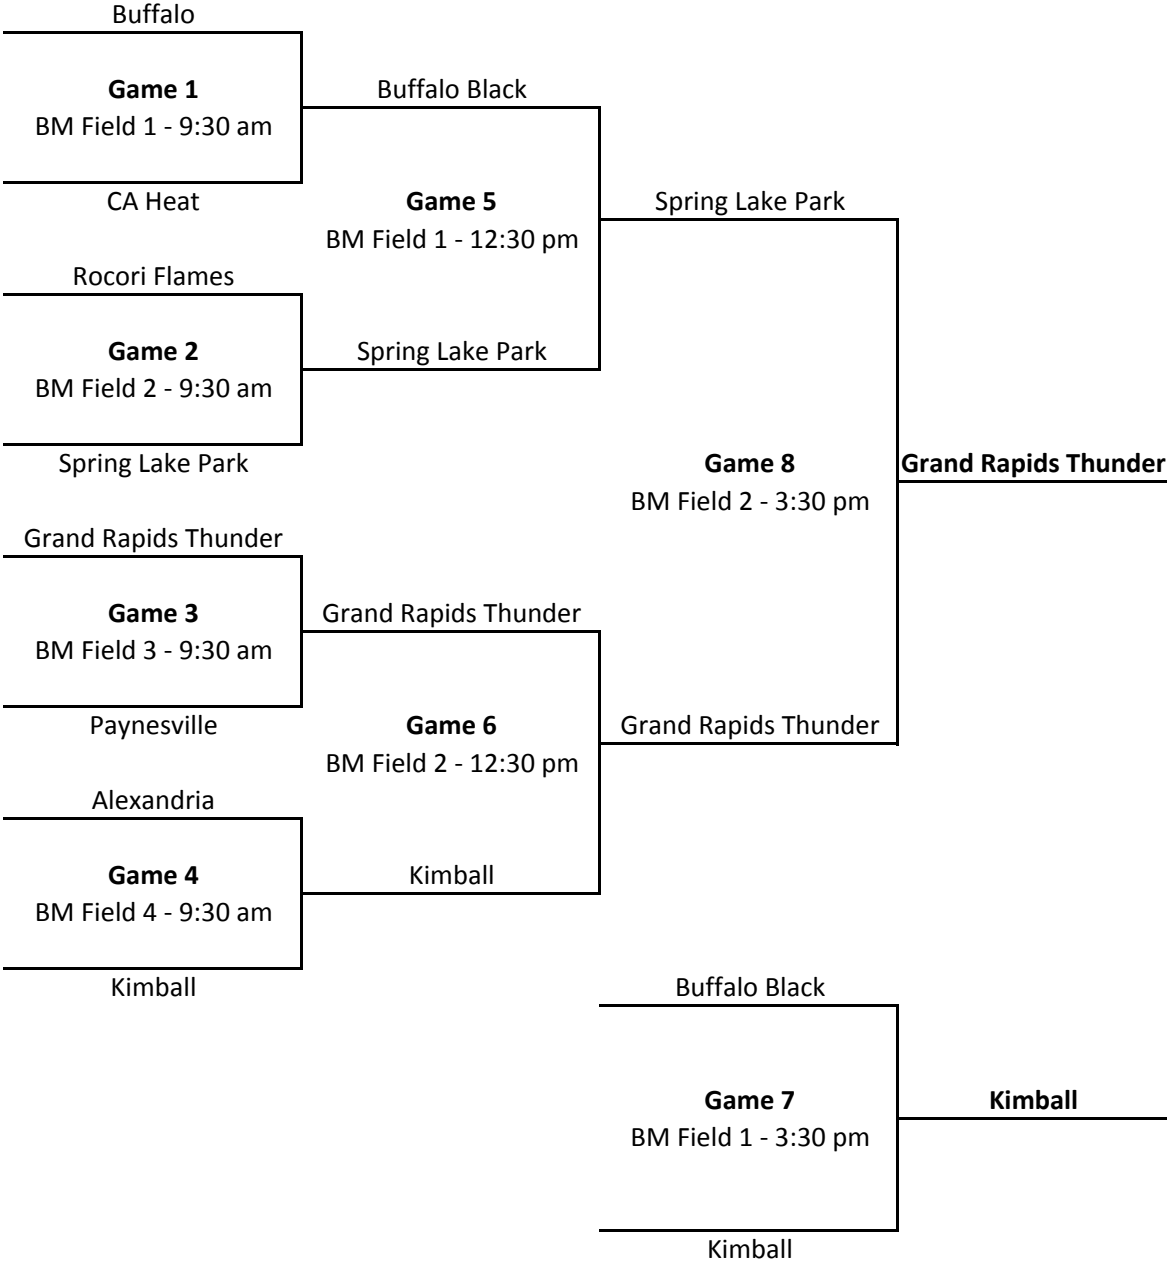 Buffalo
Game 1
BM Field 1 - 9:30 am
CA Heat
Buffalo Black
Game 5
BM Field 1 - 12:30 pm
Spring Lake Park
Rocori Flames
Game 2
BM Field 2 - 9:30 am
Spring Lake Park
Spring Lake Park
Game 8
BM Field 2 - 3:30 pm
Grand Rapids Thunder
Grand Rapids Thunder
Game 3
BM Field 3 - 9:30 am
Paynesville
Grand Rapids Thunder
Game 6
BM Field 2 - 12:30 pm
Grand Rapids Thunder
Alexandria
Game 4
BM Field 4 - 9:30 am
Kimball
Kimball
Buffalo Black
Game 7
BM Field 1 - 3:30 pm
Kimball
Kimball